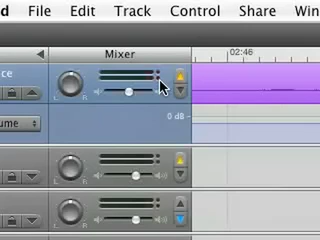 d File Edit Track Control Share Win
Mixer 02:46
ce
L R
ume 0 dB
L R
L R